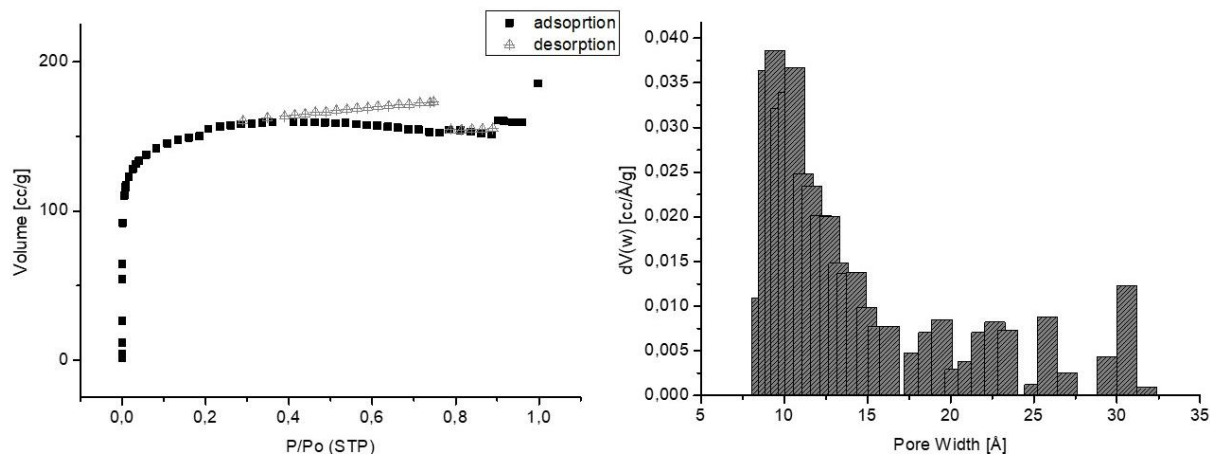 adsoprtion
desorption
200
100
0
Volume [cc/g]
0,0 0,2 0,4 0,6 0,8 1,0
P/Po (STP)
0,040
0,035
0,030
0,025
0,020
0,015
0,010
0,005
0,000
dV(w) [cc/Å/g]
5 10 15 20 25 30 35
Pore Width [Å]